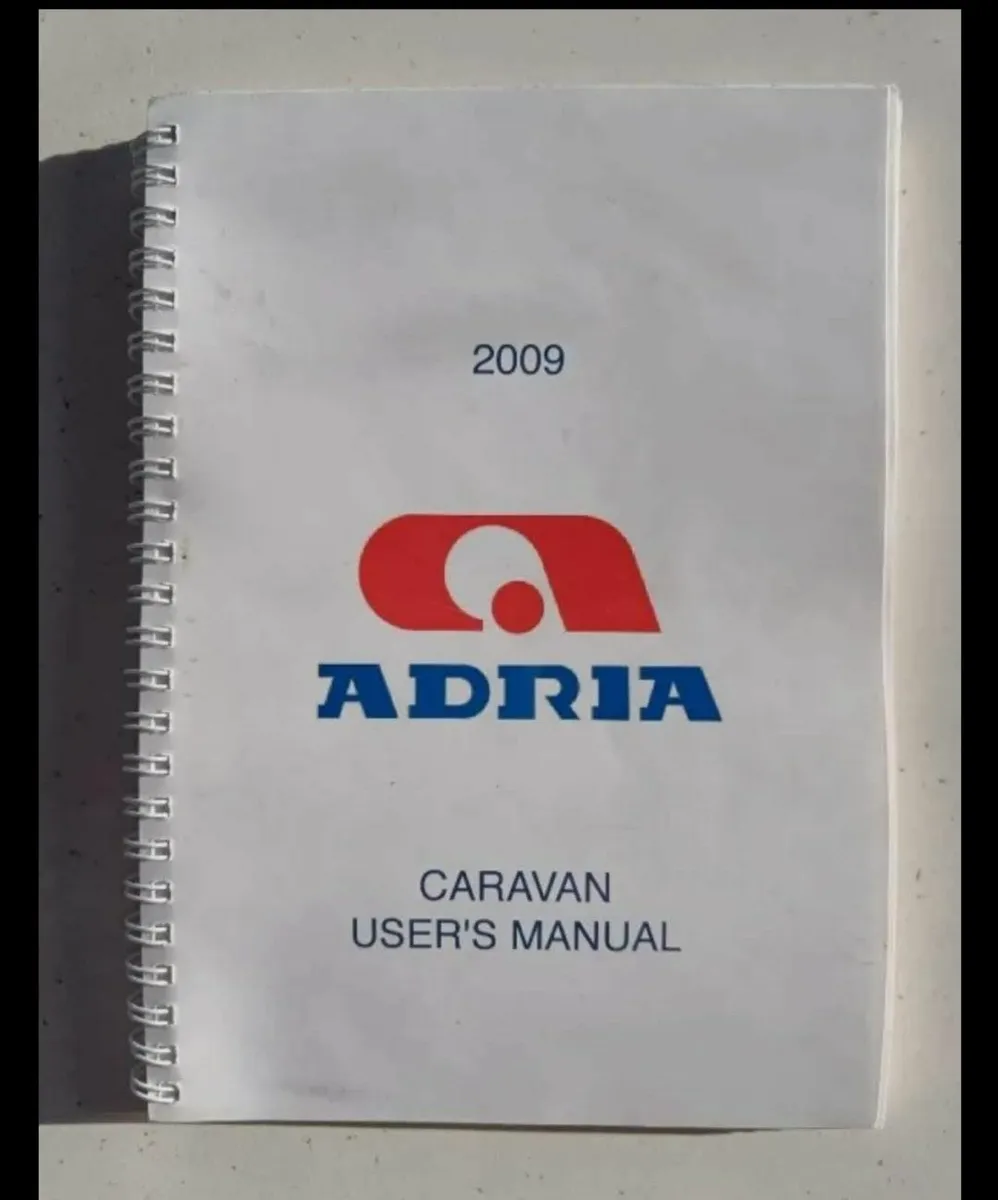 2009
ADRIA
CARAVAN
USER'S MANUAL